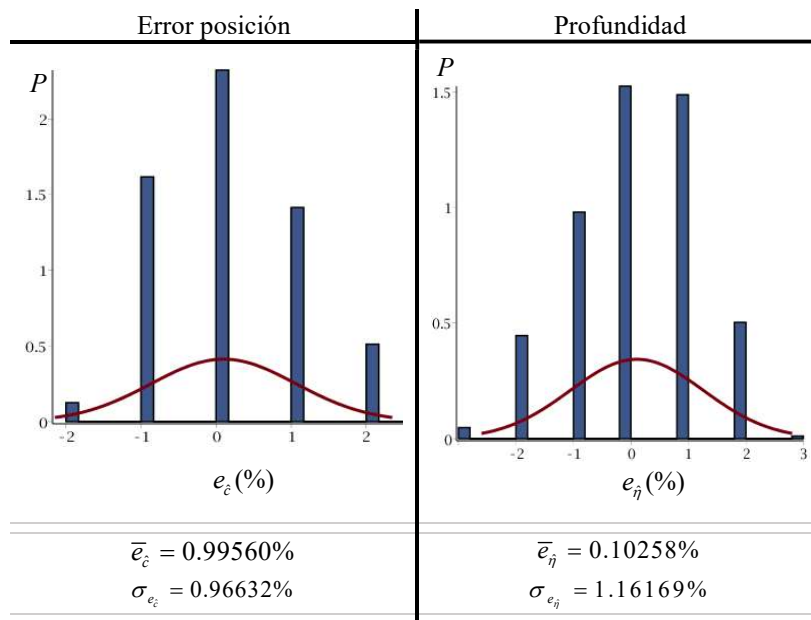 Error posición
Profundidad
P
2
1.5
1
0.5
0
-2 -1 0 1 2
e_ĉ (%)
P
1.5
1
0.5
0
-2 -1 0 1 2 3
e_η̂ (%)
e̅_ĉ = 0.99560%
σ_e_ĉ = 0.96632%
e̅_η̂ = 0.10258%
σ_e_η̂ = 1.16169%